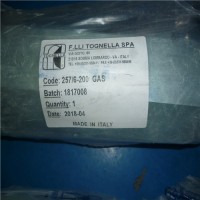 F.LLI TOGNELLA SPA
Code: 257/6-200 GAS
Batch: 1817008
Quantity: 1
Date: 2018-04
MADE IN ITALY